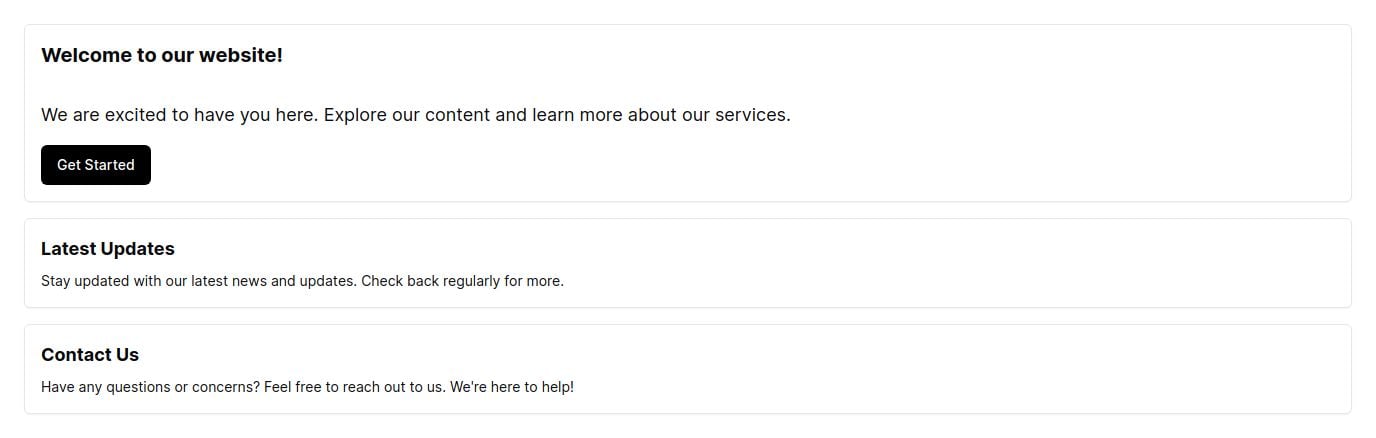 Welcome to our website!
We are excited to have you here. Explore our content and learn more about our services.
Get Started
Latest Updates
Stay updated with our latest news and updates. Check back regularly for more.
Contact Us
Have any questions or concerns? Feel free to reach out to us. We're here to help!